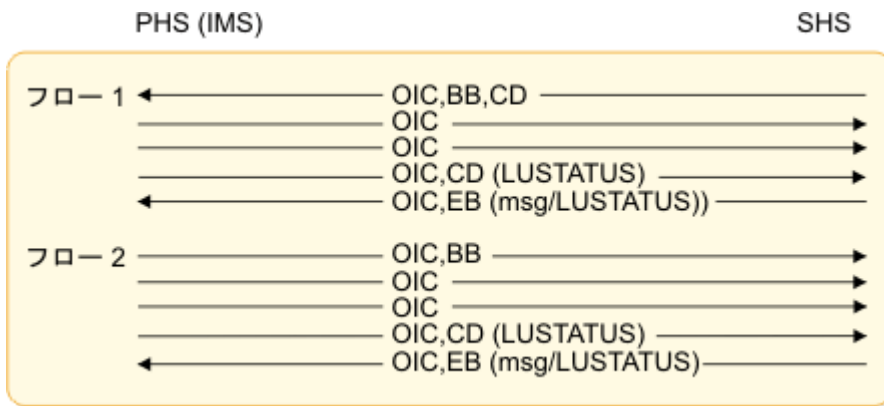 PHS (IMS) SHS
フロー 1 OIC,BB,CD
OIC
OIC
OIC,CD (LUSTATUS)
OIC,EB (msg/LUSTATUS))
フロー 2 OIC,BB
OIC
OIC
OIC,CD (LUSTATUS)
OIC,EB (msg/LUSTATUS)